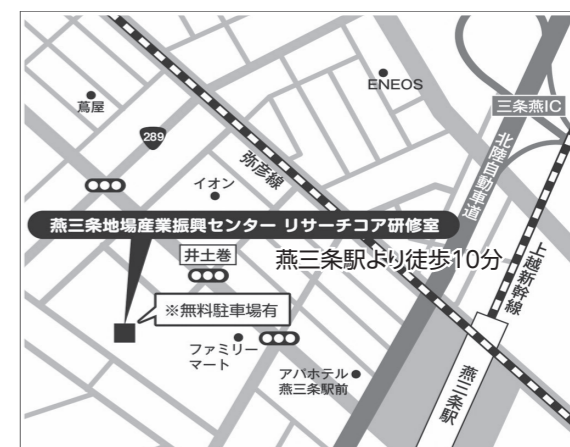 ENEOS
蔦屋
三条燕IC
289
弥彦線
北陸自動車道
イオン
燕三条地場産業振興センター リサーチコア研修室
井土巻
燕三条駅より徒歩10分
上越新幹線
※無料駐車場有
ファミリー
マート
アパホテル
燕三条駅前
燕三条駅